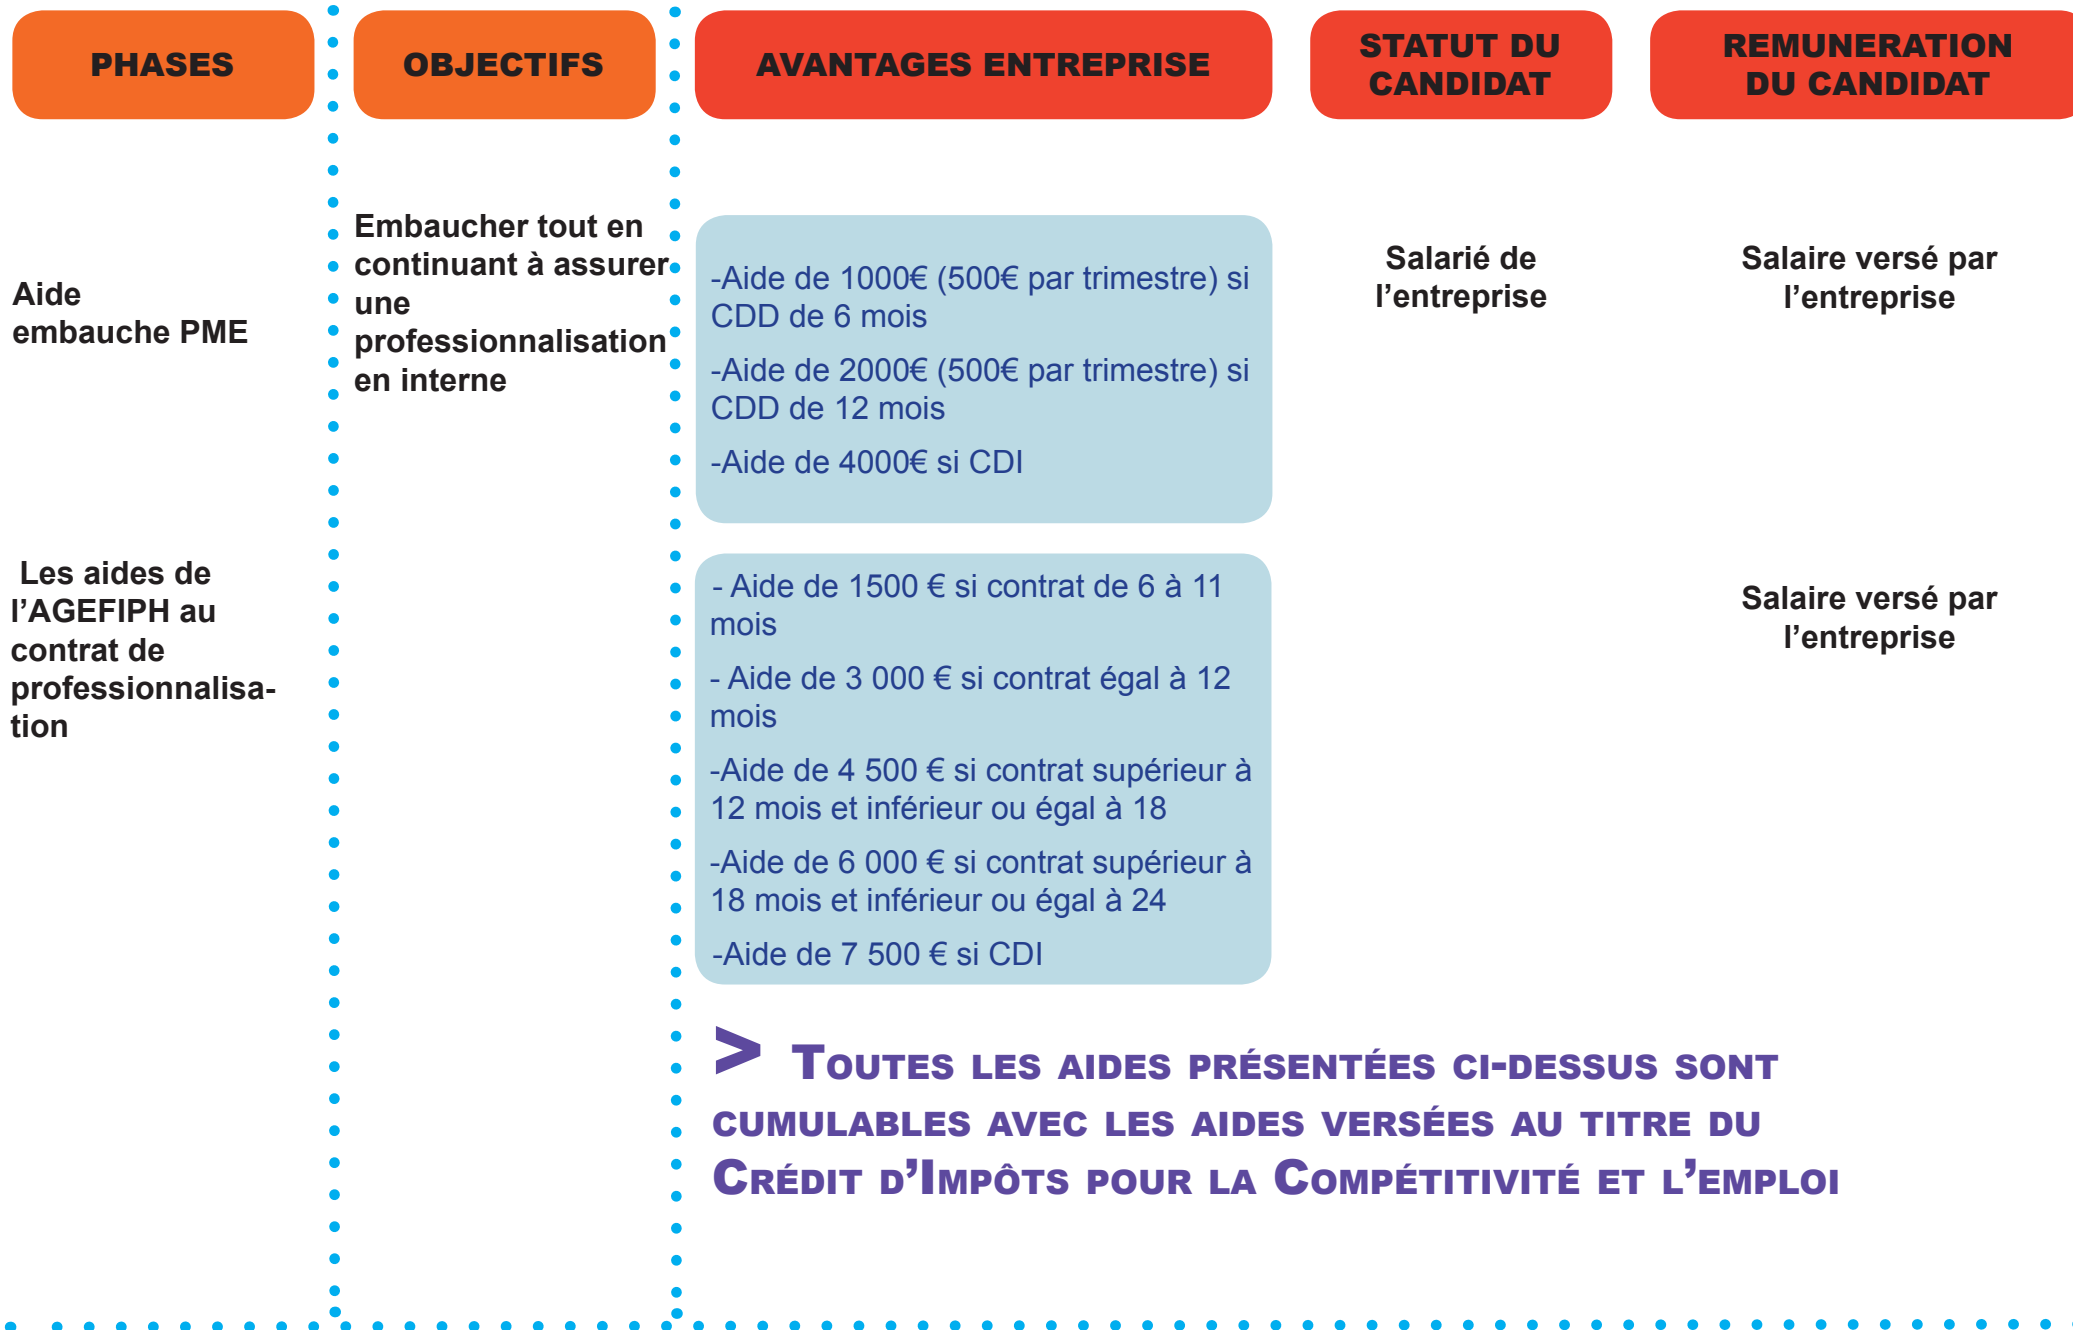 PHASES
OBJECTIFS
AVANTAGES ENTREPRISE
STATUT DU
CANDIDAT
REMUNERATION
DU CANDIDAT
Aide
embauche PME
Embaucher tout en
continuant à assurer
une
professionnalisation
en interne
-Aide de 1000€ (500€ par trimestre) si
CDD de 6 mois
-Aide de 2000€ (500€ par trimestre) si
CDD de 12 mois
-Aide de 4000€ si CDI
Salarié de
l’entreprise
Salaire versé par
l’entreprise
Les aides de
l’AGEFIPH au
contrat de
professionnalisa-
tion
- Aide de 1500 € si contrat de 6 à 11
mois
- Aide de 3 000 € si contrat égal à 12
mois
-Aide de 4 500 € si contrat supérieur à
12 mois et inférieur ou égal à 18
-Aide de 6 000 € si contrat supérieur à
18 mois et inférieur ou égal à 24
-Aide de 7 500 € si CDI
Salaire versé par
l’entreprise
> Toutes les aides présentées ci-dessus sont
cumulables avec les aides versées au titre du
Crédit d’Impôts pour la Compétitivité et l’emploi